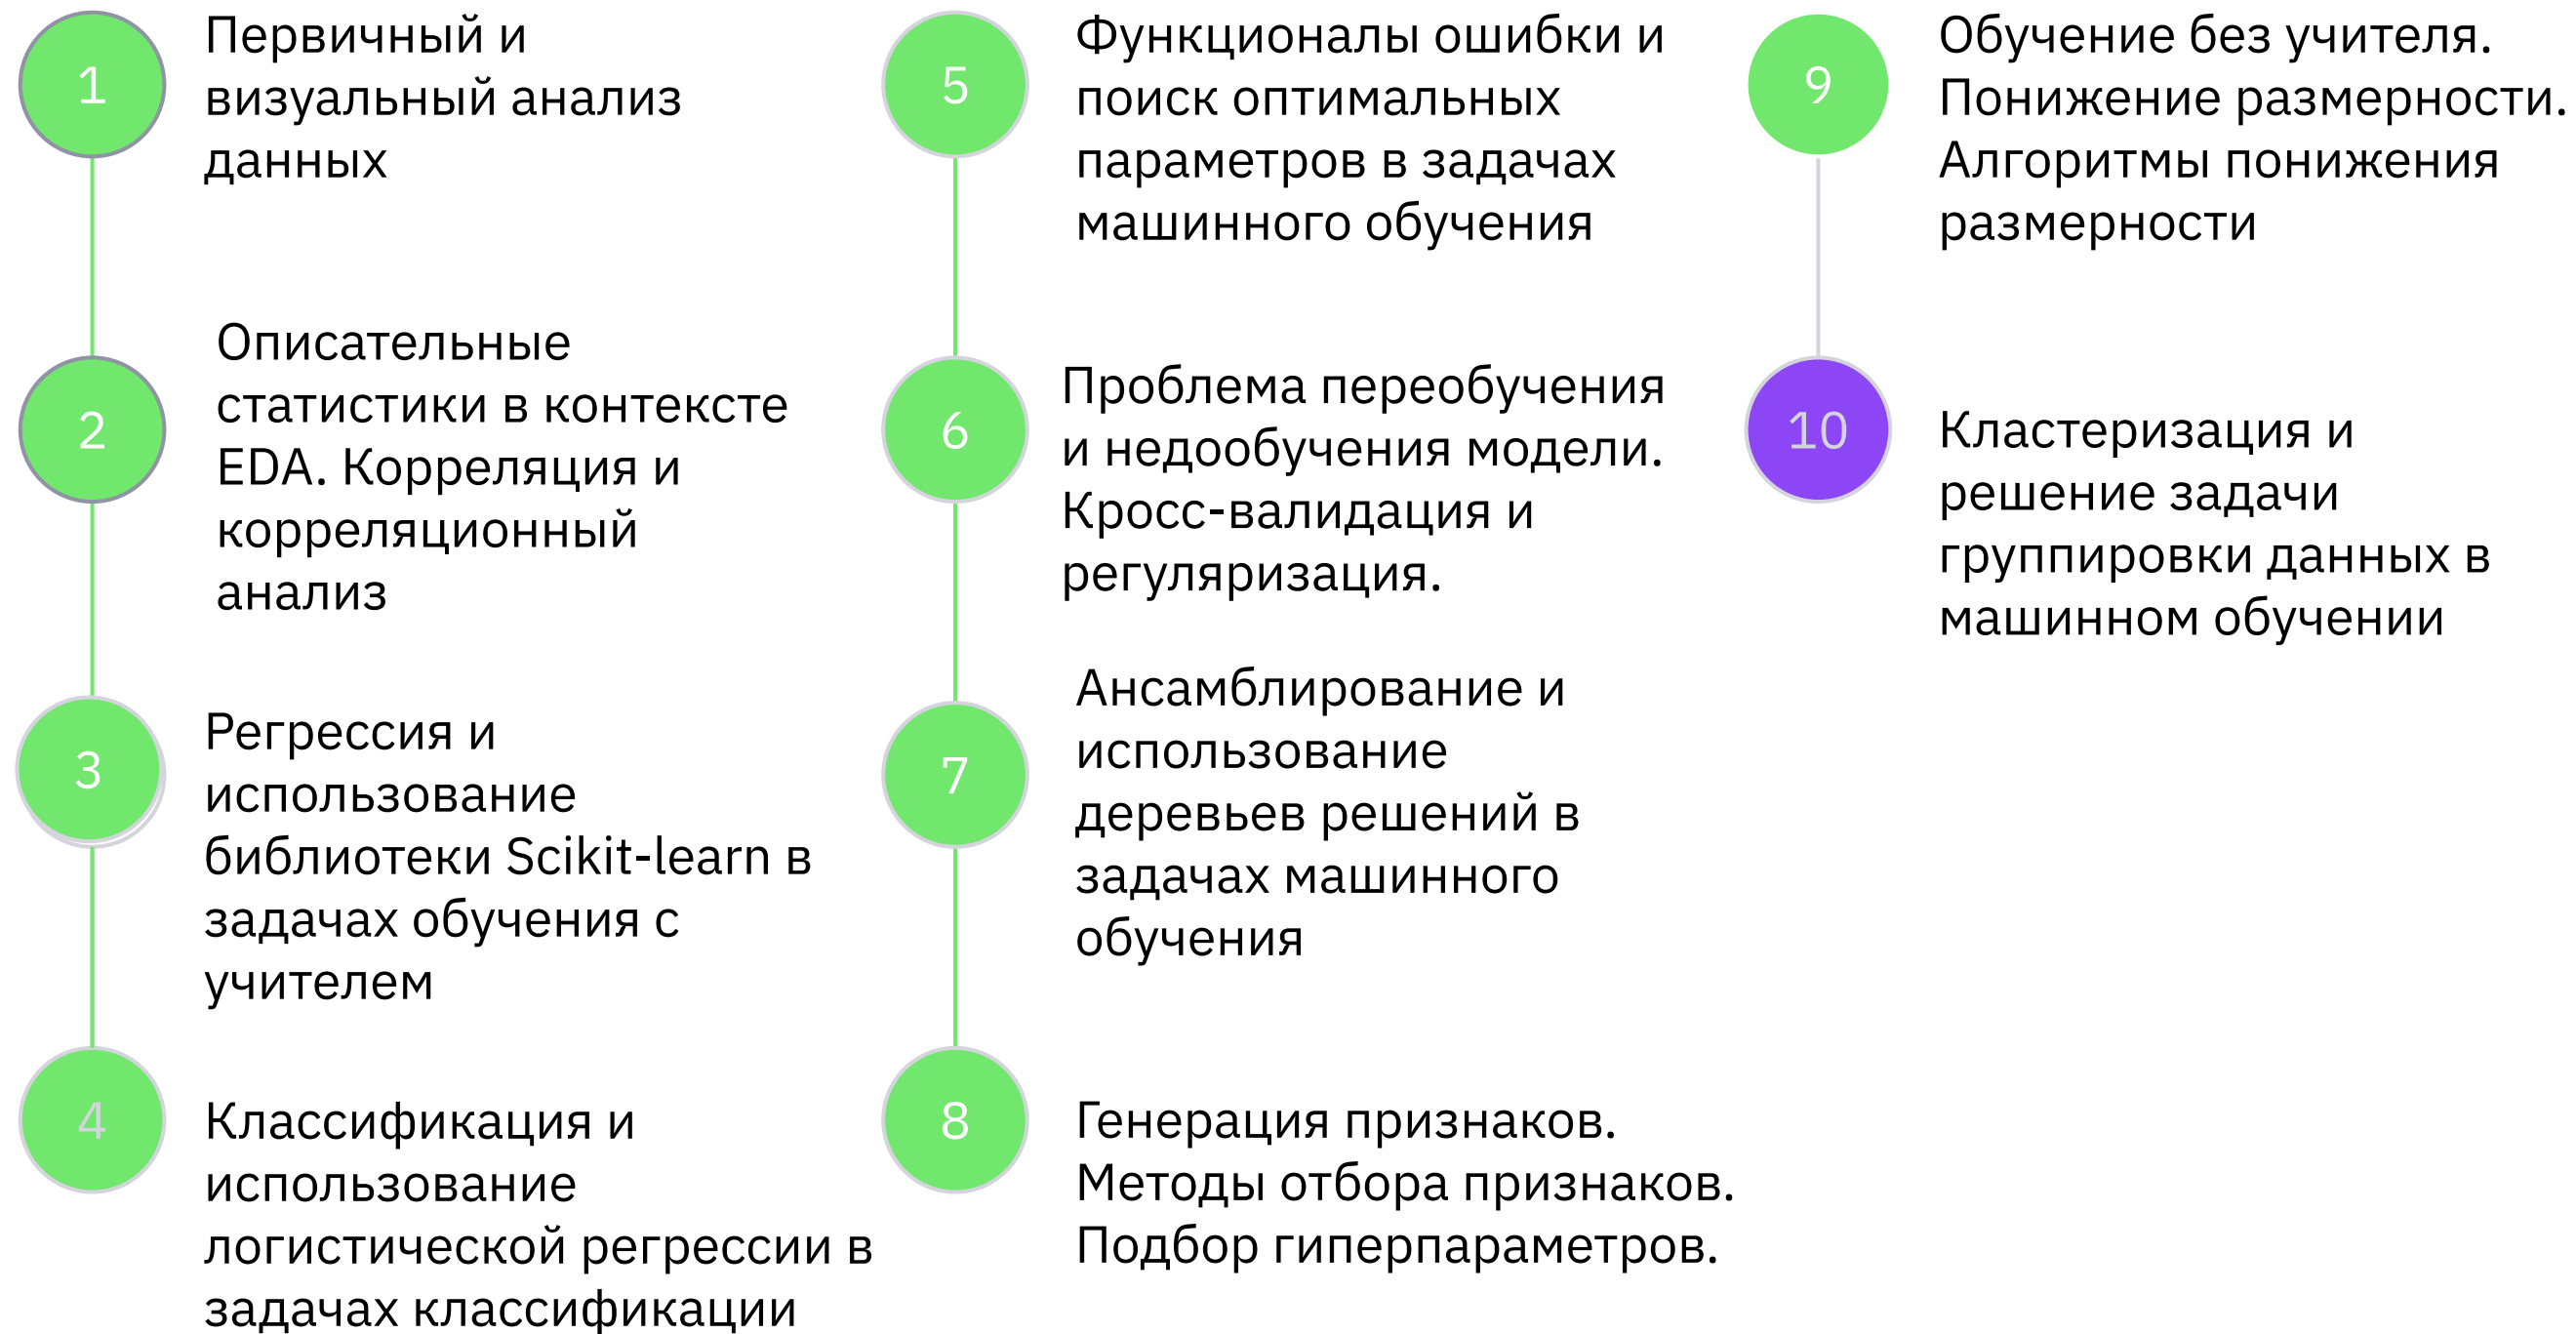 1
Первичный и
визуальный анализ
данных
2
Описательные
статистики в контексте
EDA. Корреляция и
корреляционный
анализ
3
Регрессия и
использование
библиотеки Scikit-learn в
задачах обучения с
учителем
4
Классификация и
использование
логистической регрессии в
задачах классификации
5
Функционалы ошибки и
поиск оптимальных
параметров в задачах
машинного обучения
6
Проблема переобучения
и недообучения модели.
Кросс-валидация и
регуляризация.
7
Ансамблирование и
использование
деревьев решений в
задачах машинного
обучения
8
Генерация признаков.
Методы отбора признаков.
Подбор гиперпараметров.
9
Обучение без учителя.
Понижение размерности.
Алгоритмы понижения
размерности
10
Кластеризация и
решение задачи
группировки данных в
машинном обучении